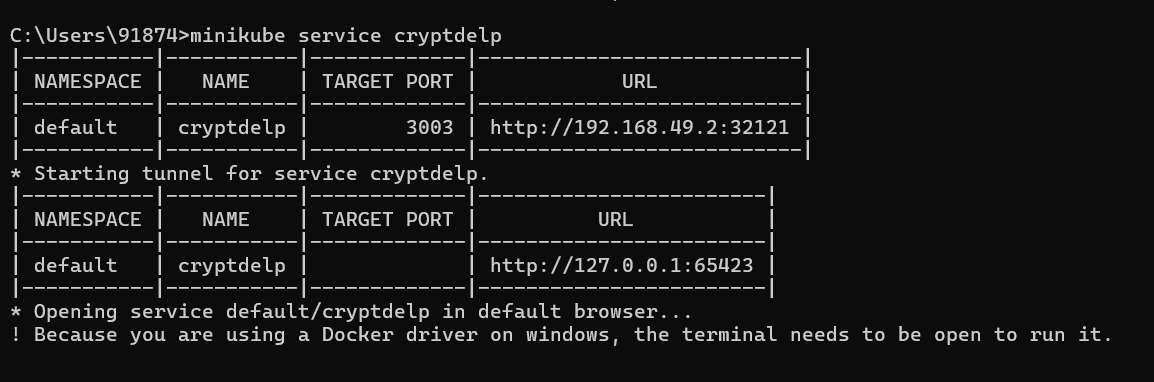 C:\Users\91874>minikube service cryptdelp
|-----------|-----------|-------------|---------------------------|
| NAMESPACE |   NAME    | TARGET PORT |            URL            |
|-----------|-----------|-------------|---------------------------|
| default   | cryptdelp |        3003 | http://192.168.49.2:32121 |
|-----------|-----------|-------------|---------------------------|
* Starting tunnel for service cryptdelp.
|-----------|-----------|-------------|------------------------|
| NAMESPACE |   NAME    | TARGET PORT |          URL           |
|-----------|-----------|-------------|------------------------|
| default   | cryptdelp |             | http://127.0.0.1:65423 |
|-----------|-----------|-------------|------------------------|
* Opening service default/cryptdelp in default browser...
! Because you are using a Docker driver on windows, the terminal needs to be open to run it.